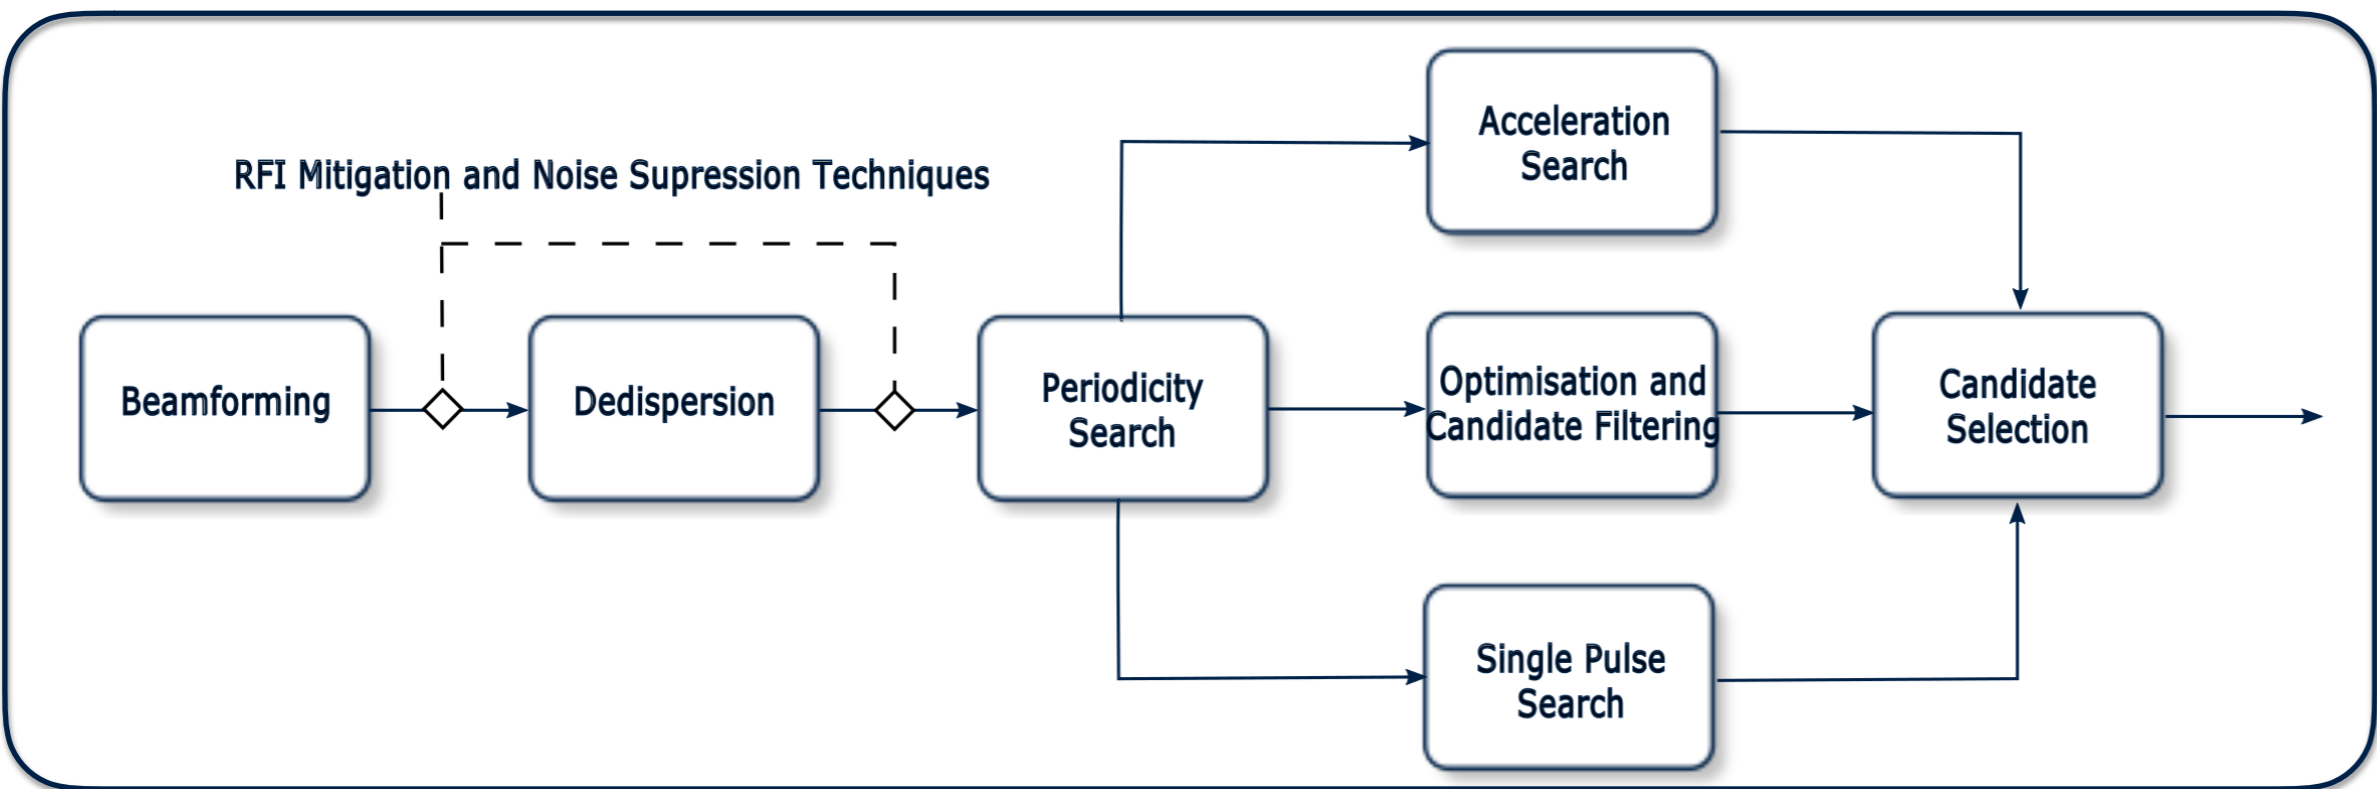 RFI Mitigation and Noise Supression Techniques
Beamforming
Dedispersion
Periodicity
Search
Acceleration
Search
Optimisation and
Candidate Filtering
Single Pulse
Search
Candidate
Selection